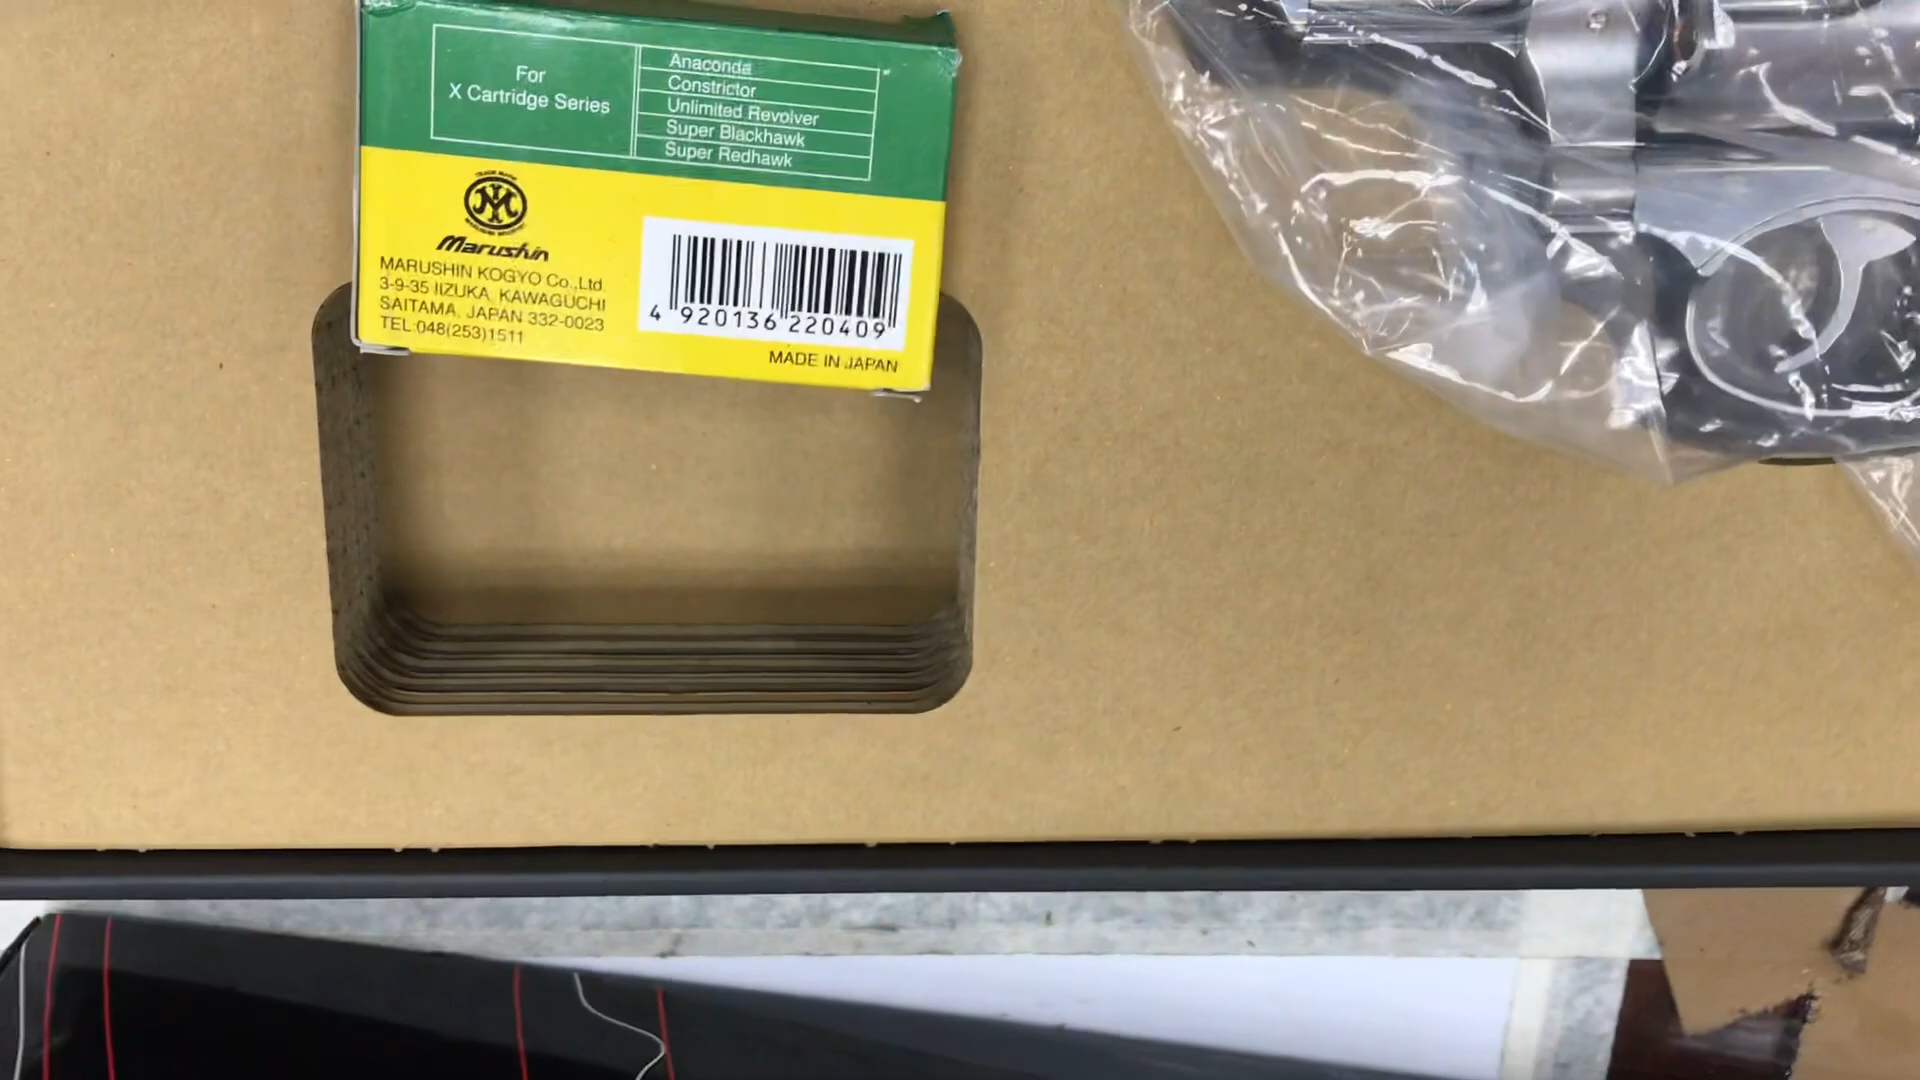 For
X Cartridge Series
Anaconda
Constrictor
Unlimited Revolver
Super Blackhawk
Super Redhawk
Marushin
MARUSHIN KOGYO Co.,Ltd.
3-9-35 IIZUKA, KAWAGUCHI
SAITAMA, JAPAN 332-0023
TEL:048(253)1511
4 920136 220409
MADE IN JAPAN